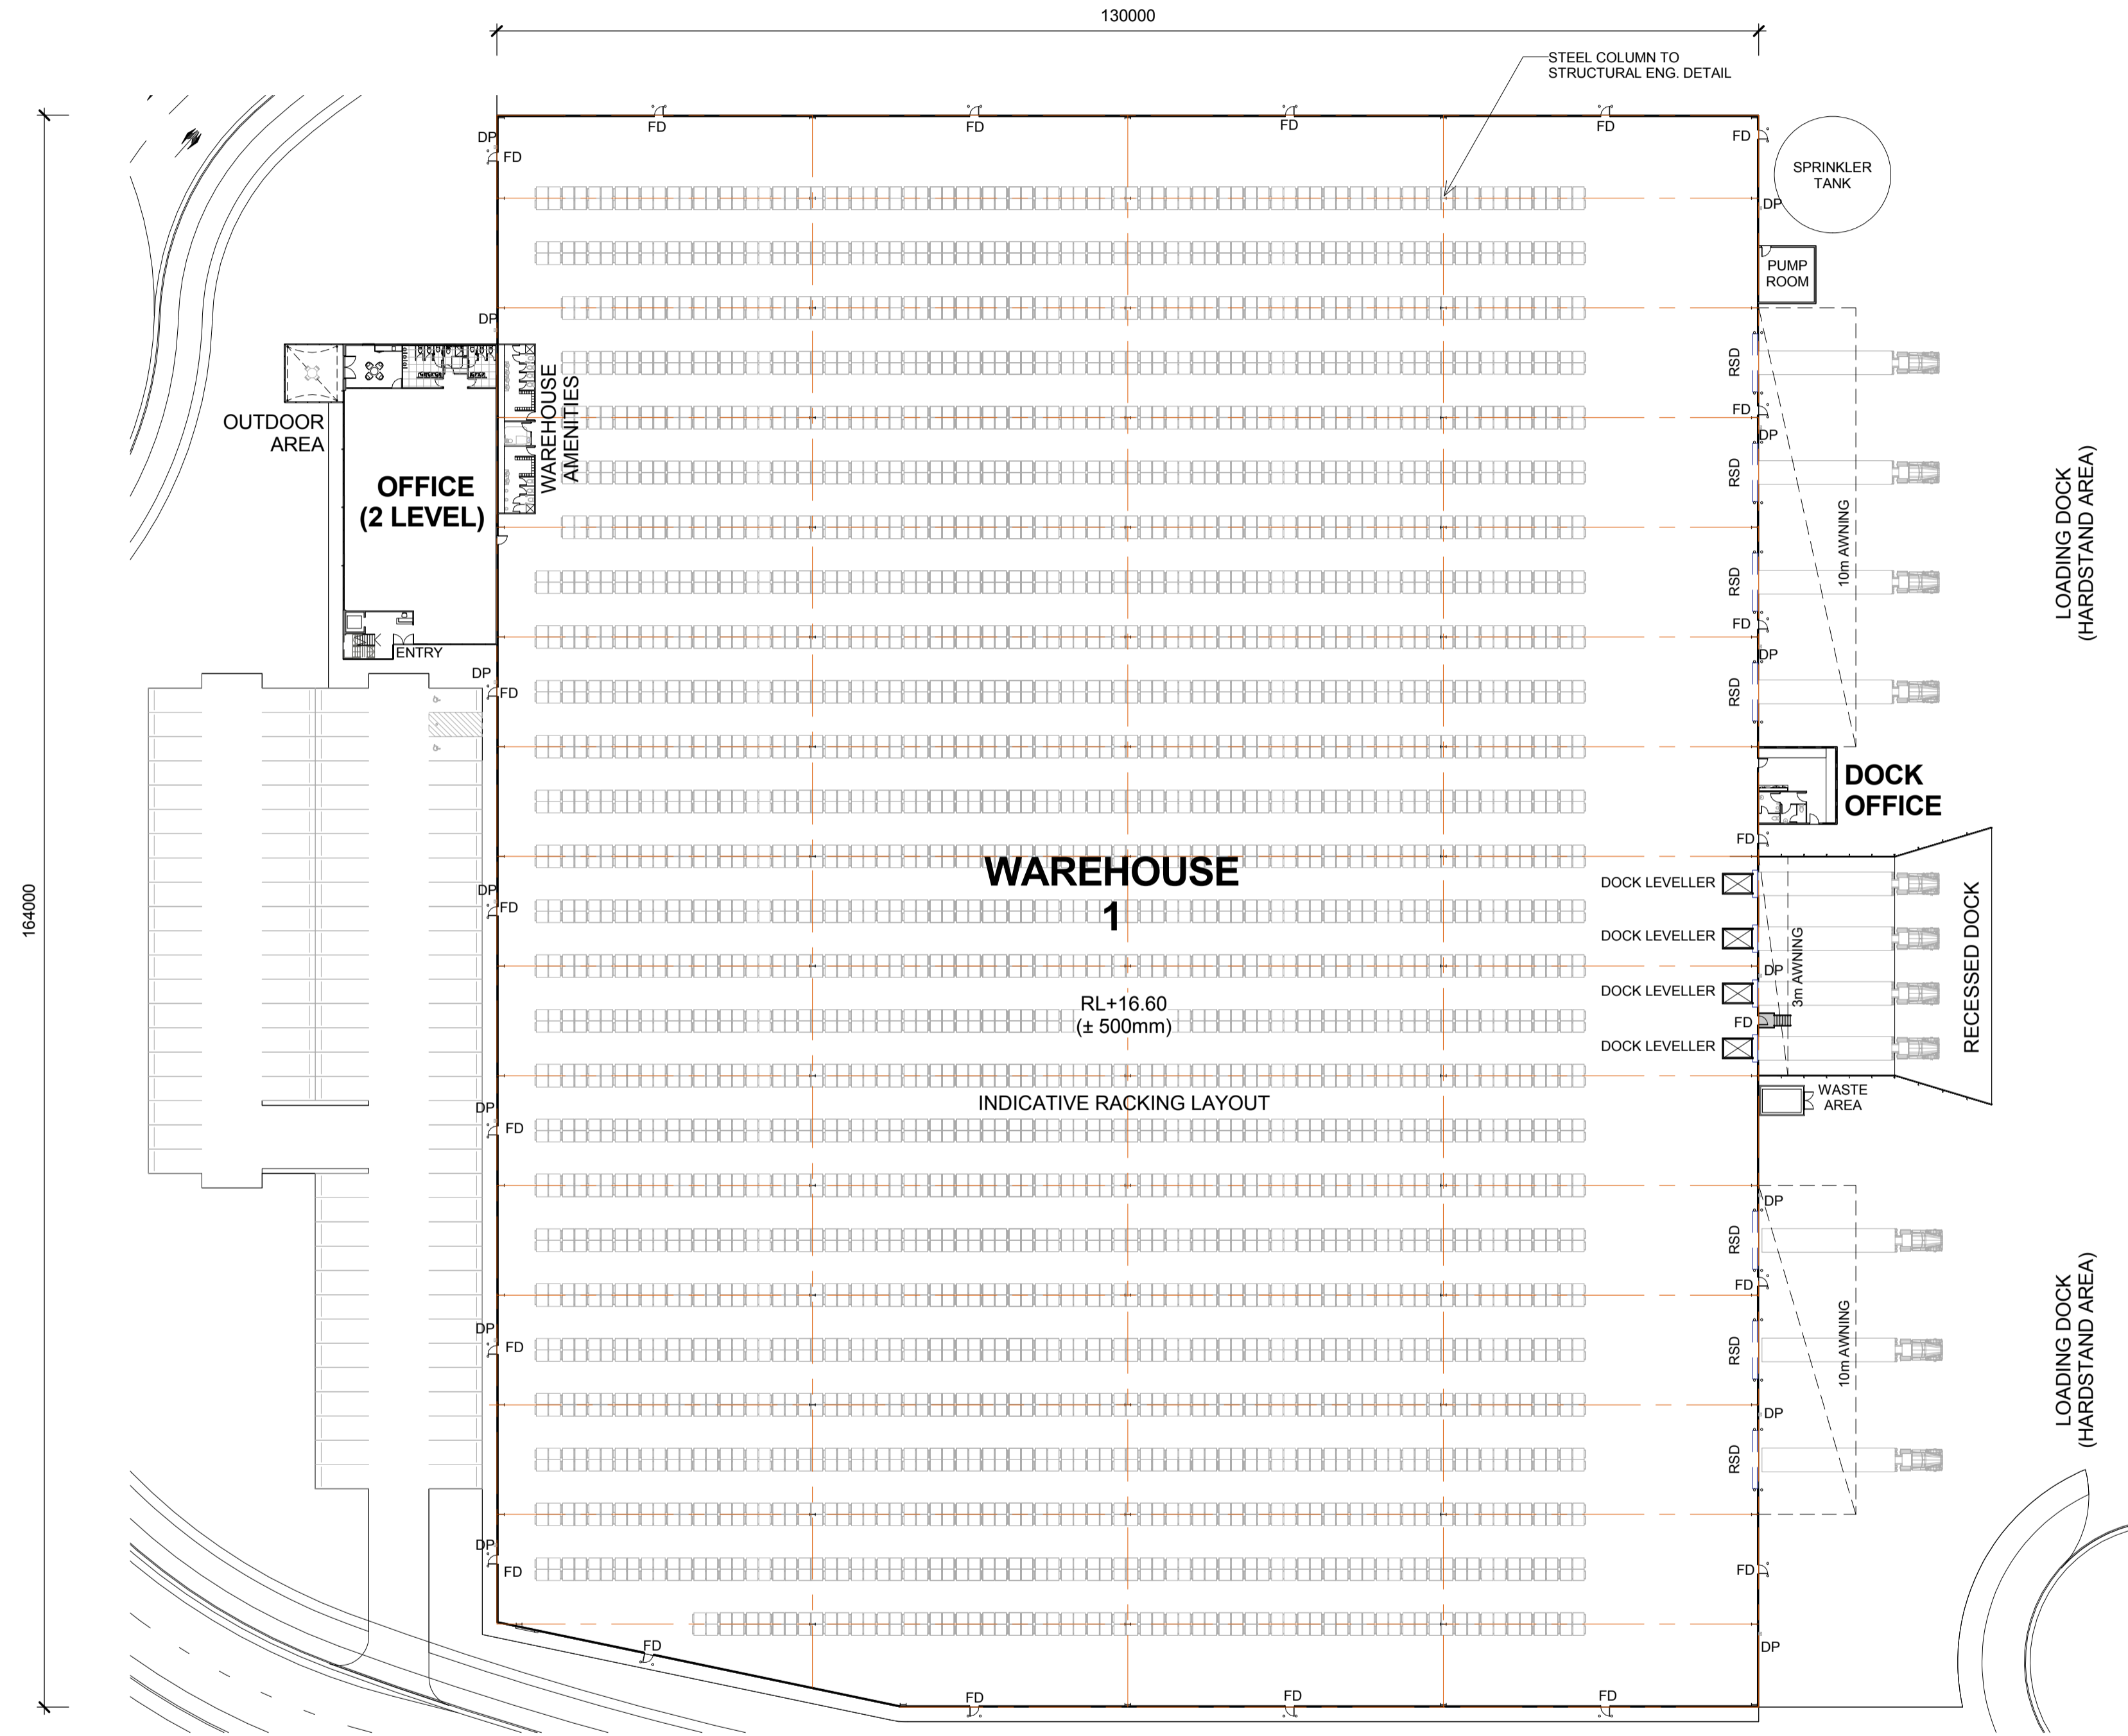 130000
STEEL COLUMN TO
STRUCTURAL ENG. DETAIL
FD
FD
FD
FD
DP
FD
FD
SPRINKLER
TANK
DP
PUMP
ROOM
DP
RSD
WAREHOUSE
AMENITIES
FD
OUTDOOR
AREA
DP
RSD
LOADING DOCK
(HARDSTAND AREA)
OFFICE
(2 LEVEL)
10m AWNING
RSD
FD
ENTRY
DP
DP
FD
RSD
DOCK
OFFICE
FD
164000
WAREHOUSE
1
DOCK LEVELLER
DP
FD
DOCK LEVELLER
3m AWNING
RECESSED DOCK
DP
DOCK LEVELLER
RL+16.60
(± 500mm)
FD
DOCK LEVELLER
WASTE
AREA
INDICATIVE RACKING LAYOUT
DP
FD
DP
RSD
FD
LOADING DOCK
(HARDSTAND AREA)
DP
FD
RSD
10m AWNING
DP
RSD
DP
FD
FD
FD
DP
FD
FD
FD